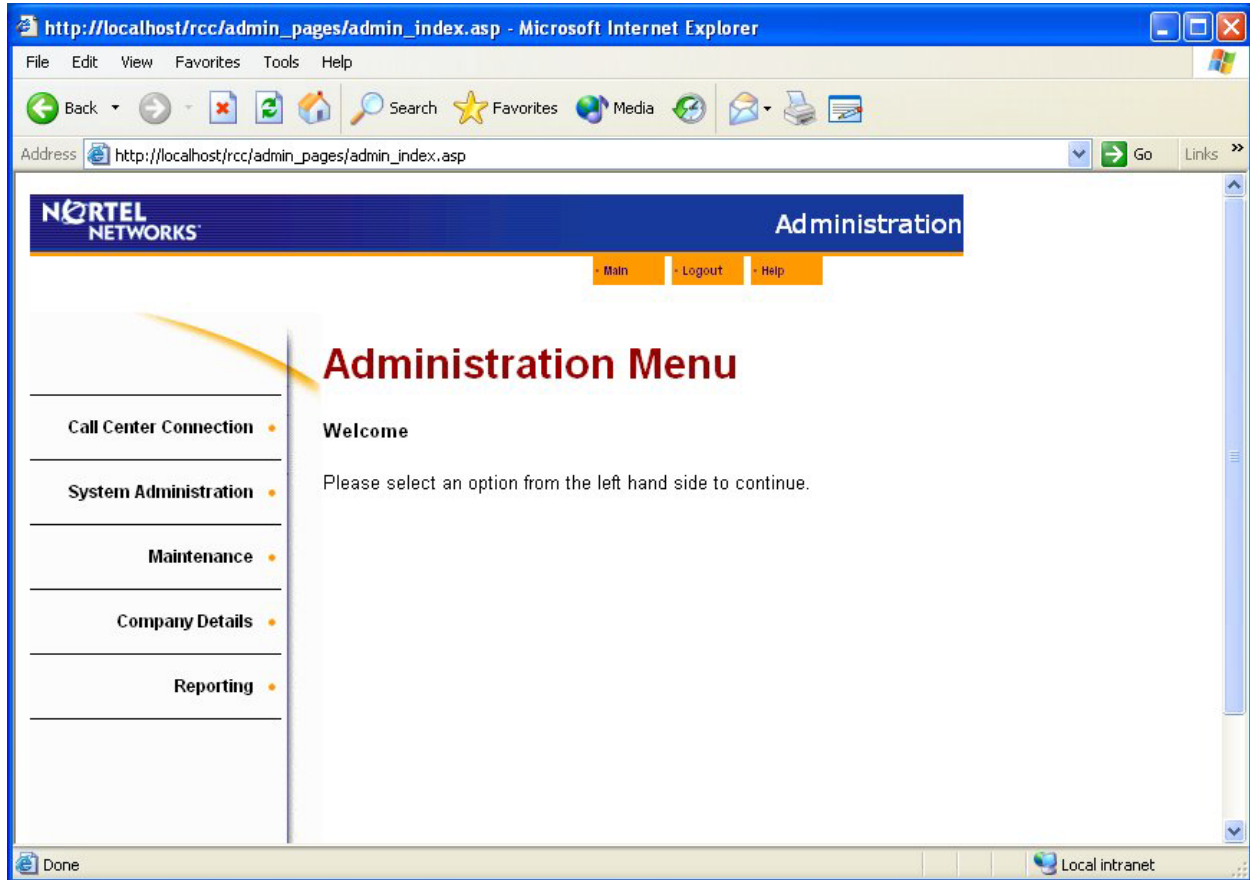 http://localhost/rcc/admin_pages/admin_index.asp - Microsoft Internet Explorer
File Edit View Favorites Tools Help
Back Search Favorites Media
Address http://localhost/rcc/admin_pages/admin_index.asp Go Links »
NORTEL
NETWORKS
Administration
Main Logout Help
Administration Menu
Call Center Connection
Welcome
System Administration
Please select an option from the left hand side to continue.
Maintenance
Company Details
Reporting
Done Local intranet